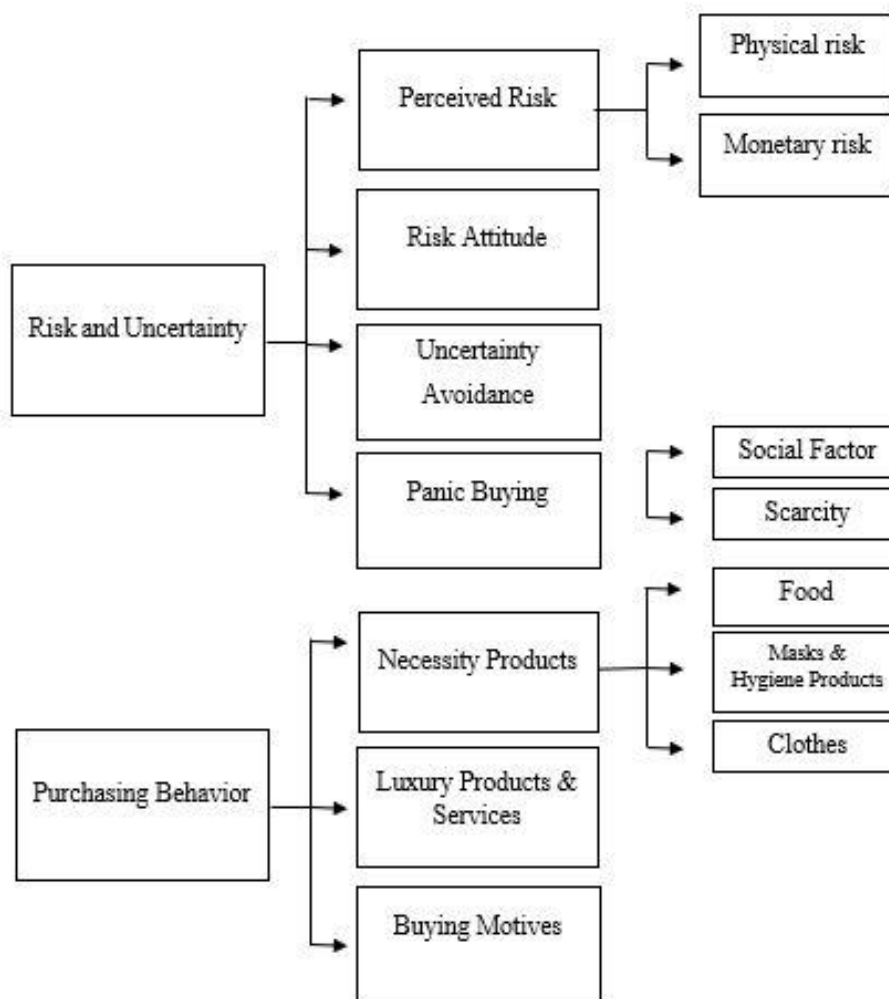 Physical risk
Perceived Risk
Monetary risk
Risk Attitude
Risk and Uncertainty
Uncertainty
Avoidance
Social Factor
Panic Buying
Scarcity
Food
Necessity Products
Masks &
Hygiene Products
Clothes
Purchasing Behavior
Luxury Products &
Services
Buying Motives